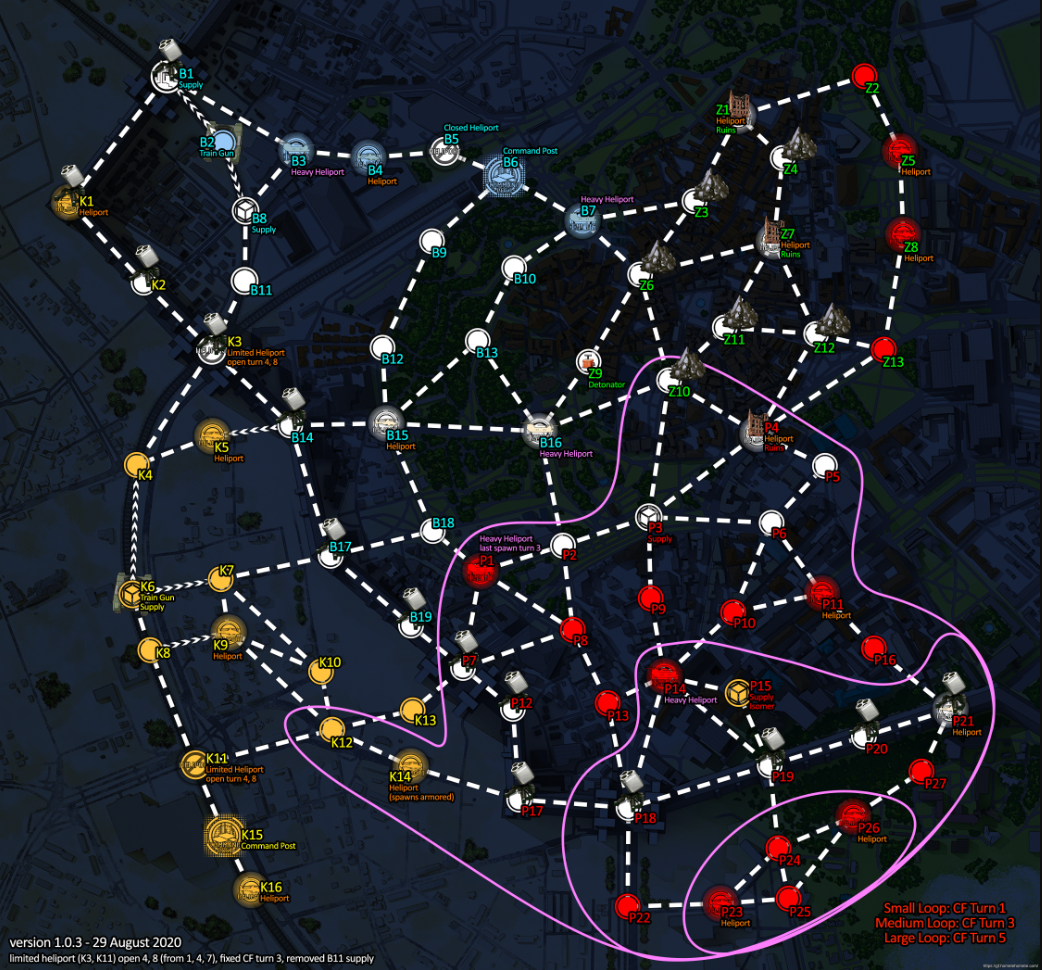 B1
Supply
Z2
Z1
Heliport
Ruins
Closed Heliport
B5
B2
Train Gun
B3
Heavy Heliport
B4
Heliport
Command Post
B6
Z4
Z5
Heliport
K1
Heliport
B8
Supply
Heavy Heliport
B7
Z3
Z7
Heliport
Ruins
Z8
Heliport
B9
B10
Z6
K2
B11
K3
Limited Heliport
open turn 4, 8
B12
B13
Z9
Detonator
Z11
Z12
Z13
Z10
K5
Heliport
B14
B15
Heliport
B16
Heavy Heliport
P4
Heliport
Ruins
K4
P5
B17
B18
Heavy Heliport
last spawn turn 3
P1
P2
P3
Supply
P6
K6
Train Gun
Supply
K7
B19
P9
P10
P11
Heliport
K8
K9
Heliport
K10
P7
P8
P16
P14
Heavy Heliport
P15
Supply
Isomer
K12
K13
P12
P13
P21
Heliport
K11
Limited Heliport
open turn 4, 8
K14
Heliport
(spawns armored)
P17
P18
P19
P20
P27
K15
Command Post
P26
Heliport
P24
K16
Heliport
P22
P23
Heliport
P25
Small Loop: CF Turn 1
Medium Loop: CF Turn 3
Large Loop: CF Turn 5
version 1.0.3 - 29 August 2020
limited heliport (K3, K11) open 4, 8 (from 1, 4, 7), fixed CF turn 3, removed B11 supply